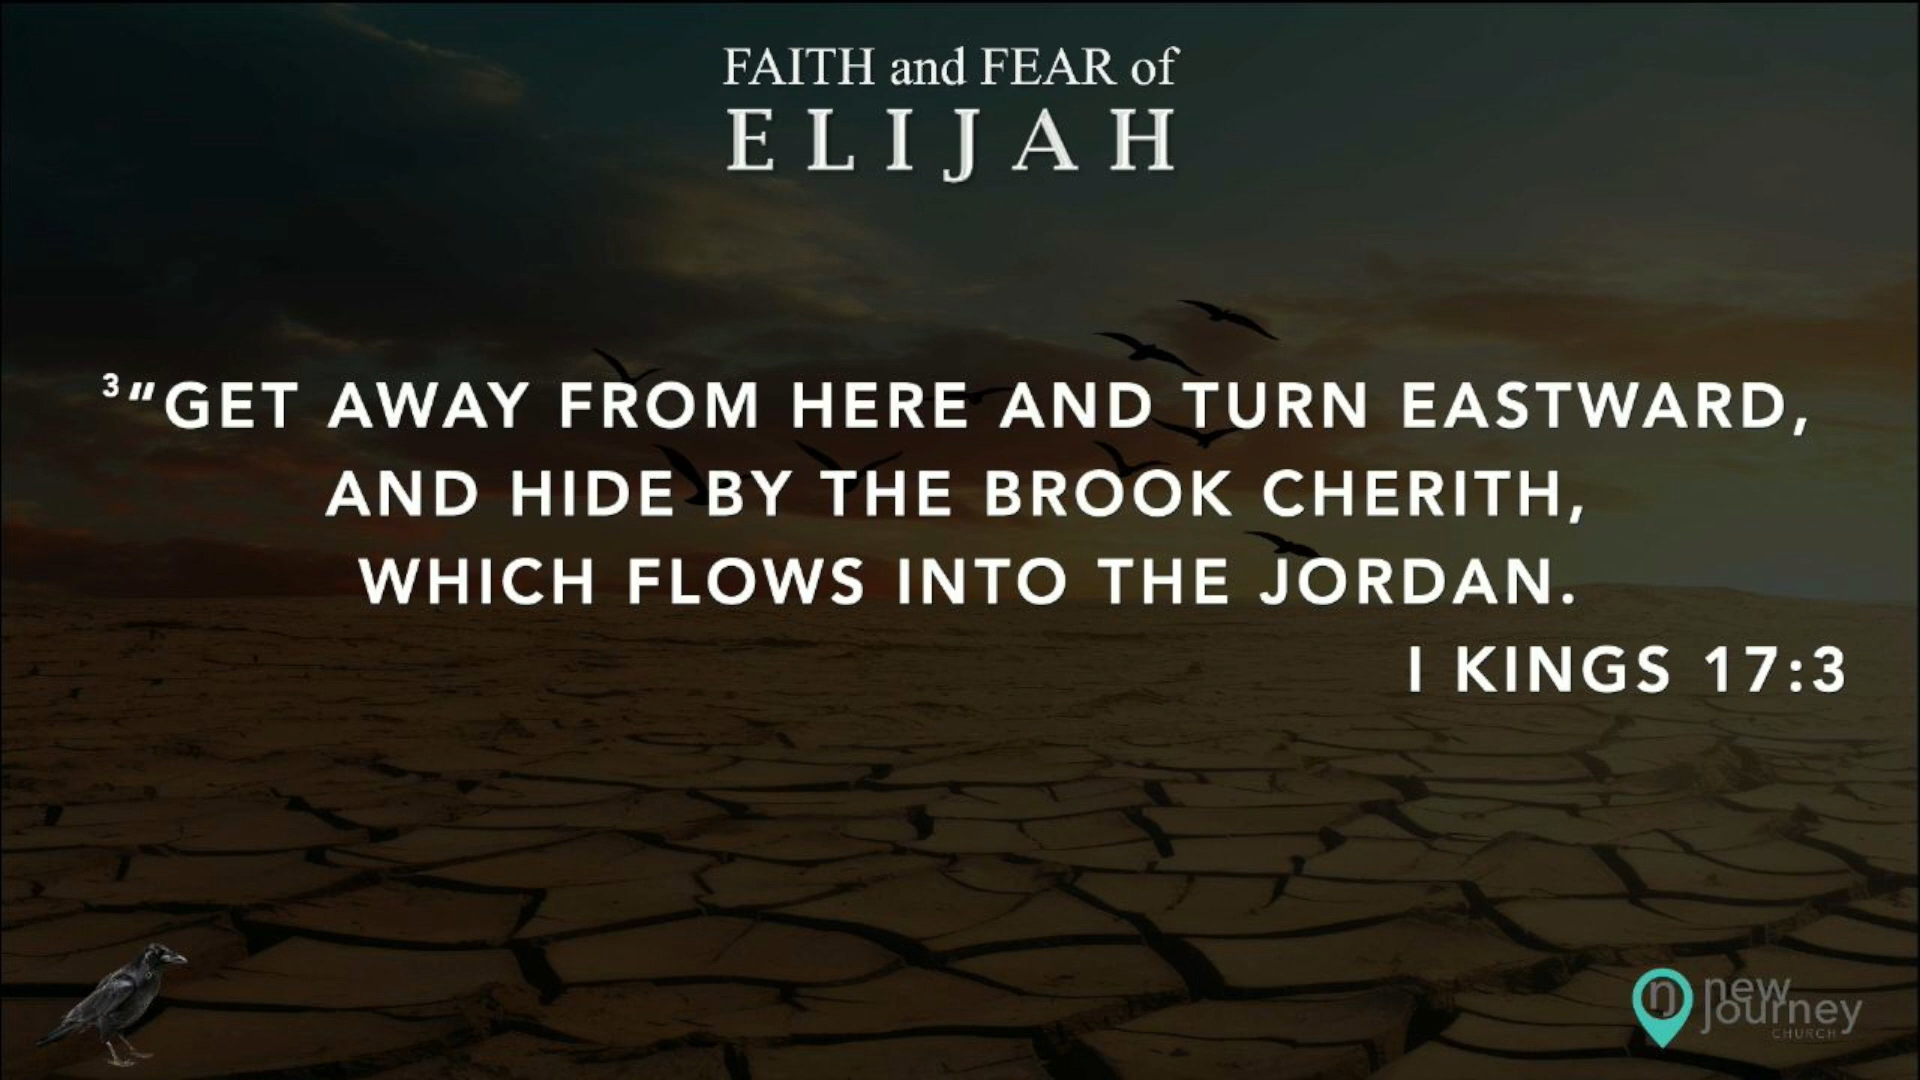 FAITH and FEAR of
ELIJAH
3"GET AWAY FROM HERE AND TURN EASTWARD,
AND HIDE BY THE BROOK CHERITH,
WHICH FLOWS INTO THE JORDAN.
I KINGS 17:3
nj new
Journey
CHURCH